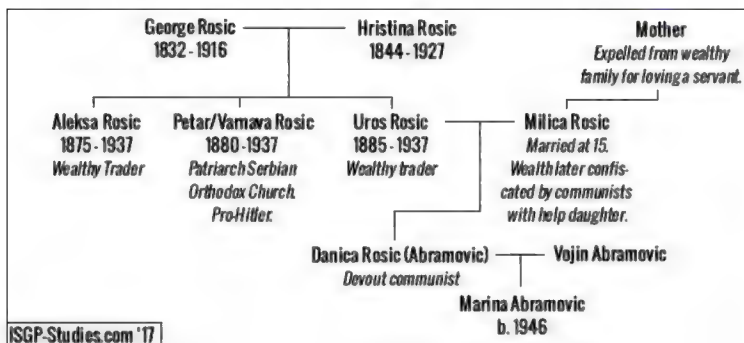 George Rosic
1832-1916
Hristina Rosic
1844-1927
Mother
Expelled from wealthy
family for loving a servant.
Aleksa Rosic
1875-1937
Wealthy Trader
Petar/Varnava Rosic
1880-1937
Patriarch Serbian
Orthodox Church.
Pro-Hitler.
Uros Rosic
1885-1937
Wealthy trader
Milica Rosic
Married at 15.
Wealth later confis-
cated by communists
with help daughter.
Danica Rosic (Abramovic)
Devout communist
Vojin Abramovic
Marina Abramovic
b. 1946
ISGP-Studies.com '17